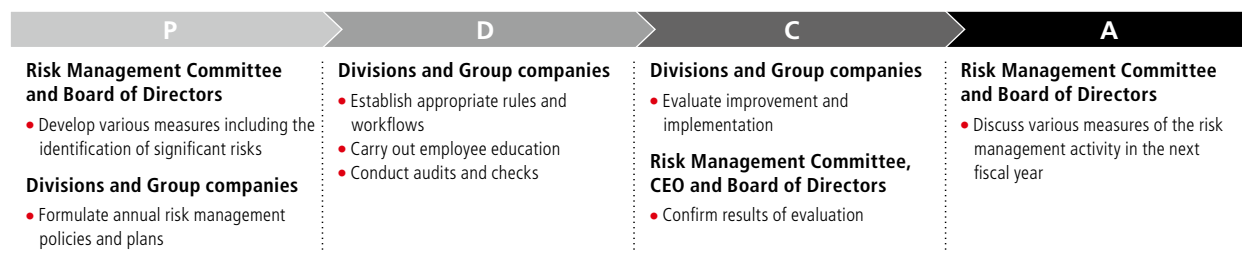 P
Risk Management Committee
and Board of Directors
• Develop various measures including the
identification of significant risks
Divisions and Group companies
• Formulate annual risk management
policies and plans
D
Divisions and Group companies
• Establish appropriate rules and
workflows
• Carry out employee education
• Conduct audits and checks
C
Divisions and Group companies
• Evaluate improvement and
implementation
Risk Management Committee,
CEO and Board of Directors
• Confirm results of evaluation
A
Risk Management Committee
and Board of Directors
• Discuss various measures of the risk
management activity in the next
fiscal year